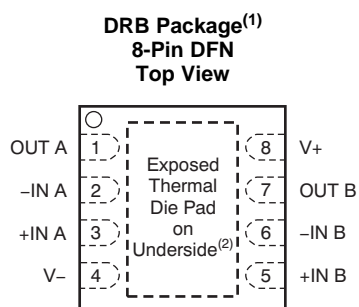 DRB Package(1)
8-Pin DFN
Top View
OUT A 1 8 V+
−IN A 2 7 OUT B
+IN A 3 6 −IN B
V− 4 5 +IN B
Exposed
Thermal
Die Pad
on
Underside(2)